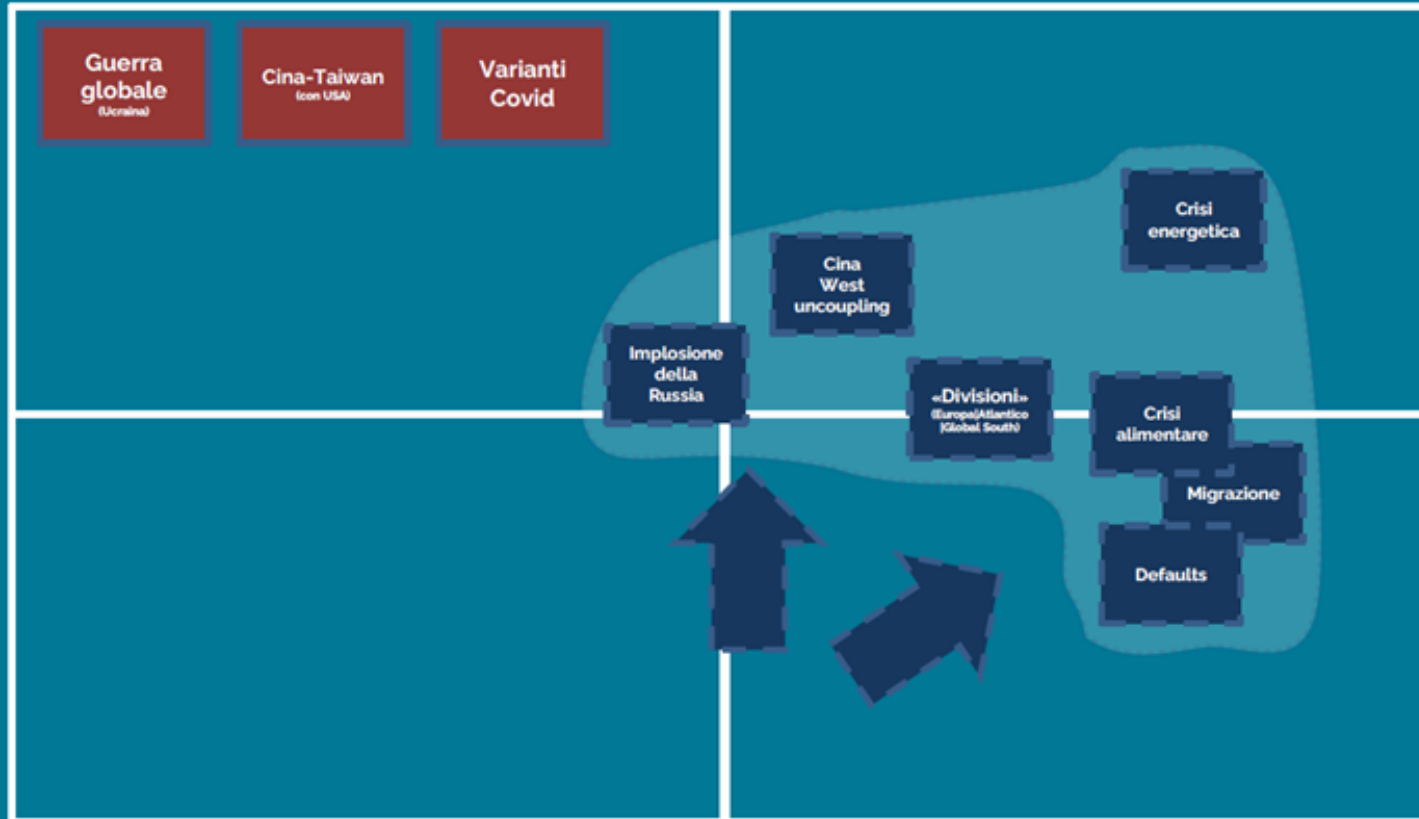 Guerra
globale
(Ucraina)
Cina-Taiwan
(con USA)
Varianti
Covid
Crisi
energetica
Cina
West
uncoupling
Implosione
della
Russia
«Divisioni»
(Europa|Atlantico
|Global South)
Crisi
alimentare
Migrazione
Defaults